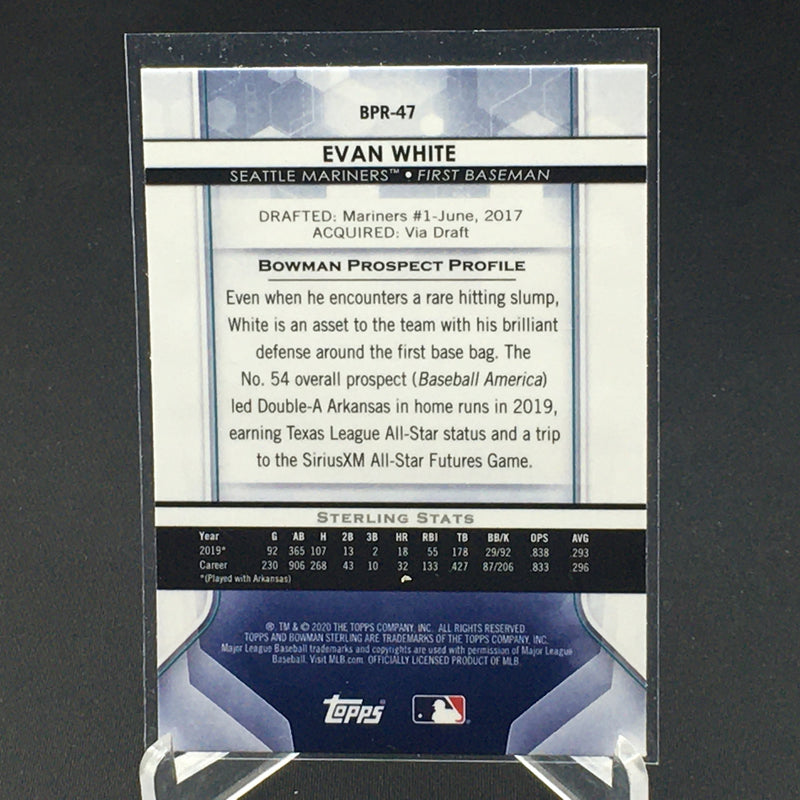 BPR-47
EVAN WHITE
SEATTLE MARINERS™ • FIRST BASEMAN
DRAFTED: Mariners #1-June, 2017
ACQUIRED: Via Draft
BOWMAN PROSPECT PROFILE
Even when he encounters a rare hitting slump,
White is an asset to the team with his brilliant
defense around the first base bag. The
No. 54 overall prospect (Baseball America)
led Double-A Arkansas in home runs in 2019,
earning Texas League All-Star status and a trip
to the SiriusXM All-Star Futures Game.
STERLING STATS
Year G AB H 2B 3B HR RBI TB BB/K OPS AVG
2019* 92 365 107 13 2 18 55 178 29/92 .838 .293
Career 230 906 268 43 10 32 133 .427 87/206 .833 .296
*(Played with Arkansas)
®, TM & © 2020 THE TOPPS COMPANY, INC. ALL RIGHTS RESERVED.
TOPPS AND BOWMAN STERLING ARE TRADEMARKS OF THE TOPPS COMPANY, INC.
Major League Baseball trademarks and copyrights are used with permission of Major League
Baseball. Visit MLB.com. OFFICIALLY LICENSED PRODUCT OF MLB.
TOPPS®